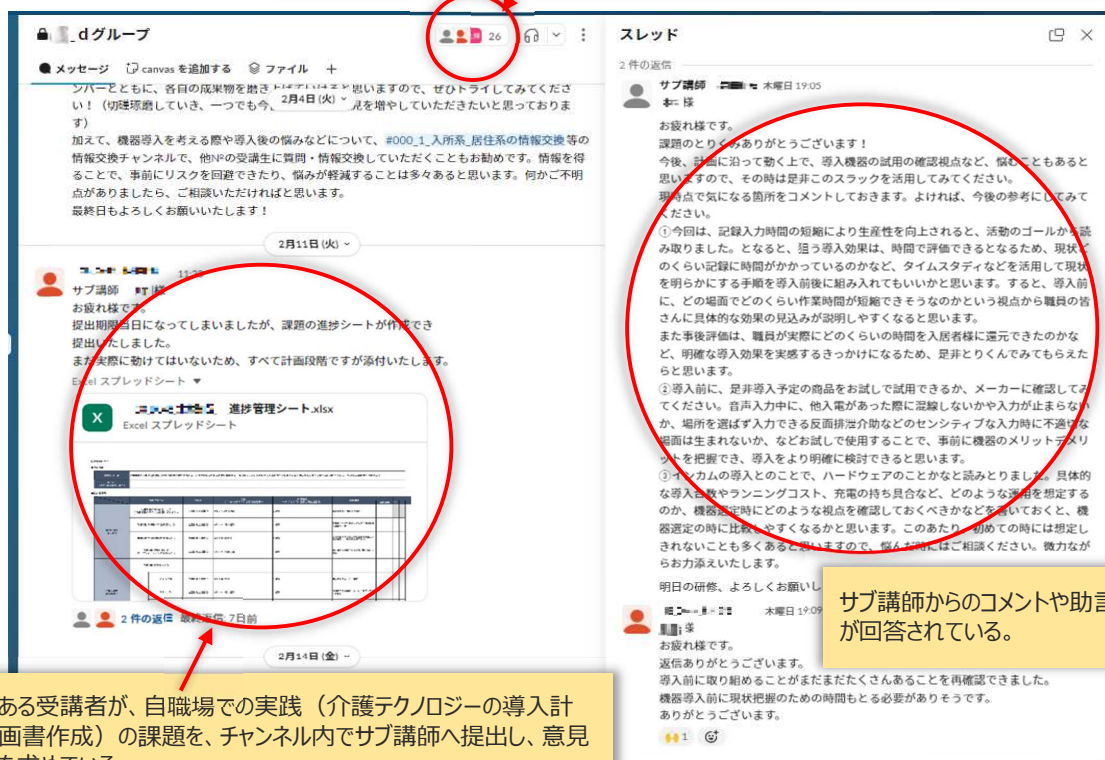 dグループ
26
メッセージ canvas を追加する ファイル +
ンバーとともに、各自の成果物を磨き上げていけると思いますので、ぜひトライしてみてくださ
い！（切磋琢磨していき、一つでも今、
2月4日(火)
見を増やしていただきたいと思っておりま
す）
加えて、機器導入を考える際や導入後の悩みなどについて、#000_1_入所系_居住系の情報交換 等の
情報交換チャンネルで、他№の受講生に質問・情報交換していただくこともお勧めです。情報を得
ることで、事前にリスクを回避できたり、悩みが軽減することは多々あると思います。何かご不明
点がありましたら、ご相談いただければと思います。
最終日もよろしくお願いいたします！
2月11日(火)
サブ講師 様
お疲れ様です。
提出期限当日になってしまいましたが、課題の進捗シートが作成でき
提出いたしました。
まだ実際に動けてはいないため、すべて計画段階ですが添付いたします。
Excel スプレッドシート
進捗管理シート.xlsx
Excel スプレッドシート
2 件の返信 最終返信: 7日前
2月14日(金)
ある受講者が、自職場での実践（介護テクノロジーの導入計
画書作成）の課題を、チャンネル内でサブ講師へ提出し、意見
スレッド
2 件の返信
サブ講師 木曜日 19:05
様
お疲れ様です。
課題のとりくみありがとうございます！
今後、計画に沿って動く上で、導入機器の試用の確認視点など、悩むこともあると
思いますので、その時は是非このスラックを活用してみてください。
現時点で気になる箇所をコメントしておきます。よければ、今後の参考にしてみて
ください。
①今回は、記録入力時間の短縮により生産性を向上されると、活動のゴールから読
み取りました。となると、狙う導入効果は、時間で評価できるとなるため、現状ど
のくらい記録に時間がかかっているのかなど、タイムスタディなどを活用して現状
を明らかにする手順を導入前後に組み入れてもいいかと思います。すると、導入前
に、どの場面でどのくらい作業時間が短縮できそうなのかという視点から職員の皆
さんに具体的な効果の見込みが説明しやすくなると思います。
また事後評価は、職員が実際にどのくらいの時間を入居者様に還元できたのかな
ど、明確な導入効果を実感するきっかけになるため、是非とりくんでみてもらえた
らと思います。
②導入前に、是非導入予定の商品をお試しで試用できるか、メーカーに確認してみ
てください。音声入力中に、他入電があった際に混線しないかや入力が止まらない
か、場所を選ばず入力できる反面排泄介助などのセンシティブな入力時に不適切な
場面は生まれないか、などお試しで使用することで、事前に機器のメリットデメリ
ットを把握でき、導入をより明確に検討できると思います。
③インカムの導入とのことで、ハードウェアのことかなと読みとりました。具体的
な導入台数やランニングコスト、充電の持ち具合など、どのような運用を想定する
のか、機器選定時にどのような視点を確認しておくべきかなどを書いておくと、機
器選定の時に比較しやすくなるかと思います。このあたり、初めての時には想定し
きれないことも多くあると思いますので、悩んだ時にはご相談ください。微力なが
らお力添えいたします。
明日の研修、よろしくお願いし
サブ講師からのコメントや助言
が回答されている。
木曜日 19:09
様
お疲れ様です。
返信ありがとうございます。
導入前に取り組めることがまだまだたくさんあることを再確認できました。
機器導入前に現状把握のための時間もとる必要がありそうです。
ありがとうございます。
1